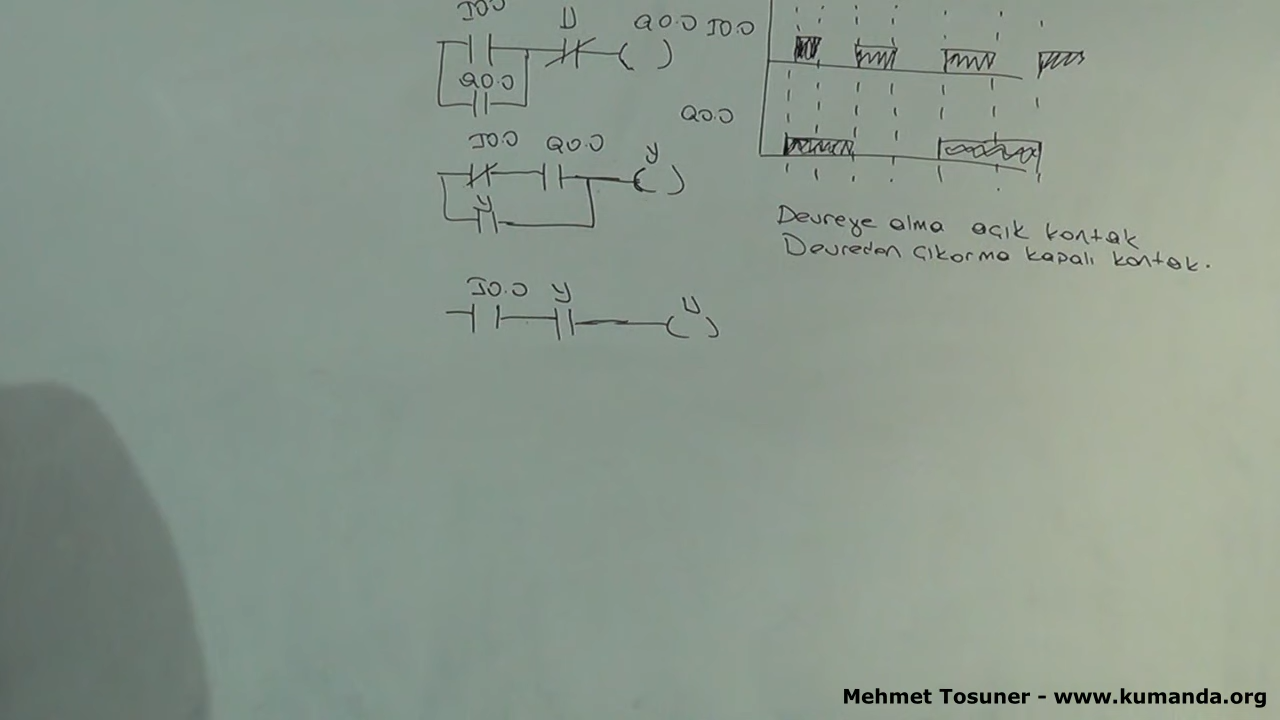 I0.0 U Q0.0
Q0.0
I0.0 Q0.0 y
y
I0.0 y U
I0.0
Q0.0
Devreye alma açık kontak
Devreden çıkarma kapalı kontak.
Mehmet Tosuner - www.kumanda.org